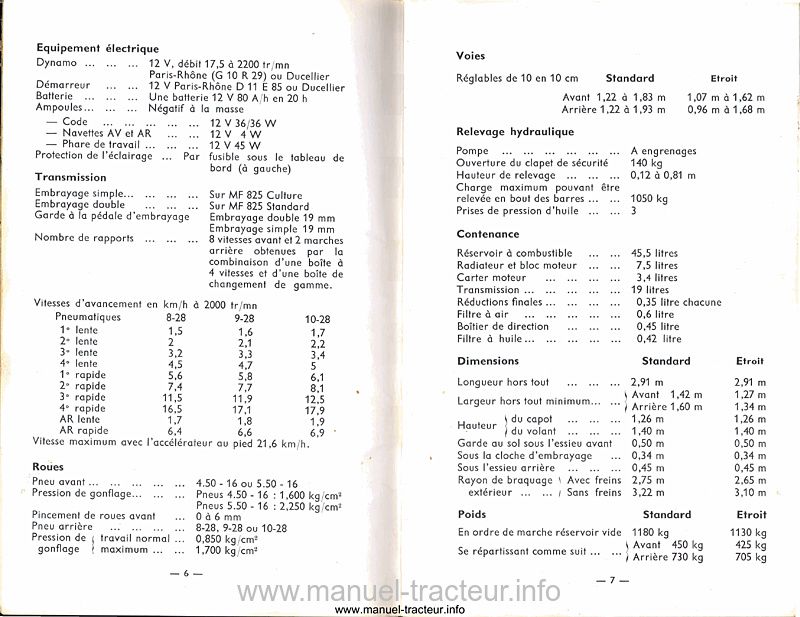 Equipement électrique
Dynamo ... ... ... 12 V, débit 17,5 à 2200 tr/mn
Paris-Rhône (G 10 R 29) ou Ducellier
Démarreur ... ... 12 V Paris-Rhône D 11 E 85 ou Ducellier
Batterie ... ... ... Une batterie 12 V 80 A/h en 20 h
Ampoules... ... ... Négatif à la masse
— Code ... ... ... ... ... 12 V 36/36 W
— Navettes AV et AR ... ... 12 V 4 W
— Phare de travail ... ... ... 12 V 45 W
Protection de l'éclairage ... Par fusible sous le tableau de
bord (à gauche)
Transmission
Embrayage simple... ... ... ... Sur MF 825 Culture
Embrayage double ... ... ... Sur MF 825 Standard
Garde à la pédale d'embrayage Embrayage double 19 mm
Embrayage simple 19 mm
Nombre de rapports ... ... ... 8 vitesses avant et 2 marches
arrière obtenues par la
combinaison d'une boîte à
4 vitesses et d'une boîte de
changement de gamme.
Vitesses d'avancement en km/h à 2000 tr/mn
Pneumatiques 8-28 9-28 10-28
1e lente 1,5 1,6 1,7
2e lente 2 2,1 2,2
3e lente 3,2 3,3 3,4
4e lente 4,5 4,7 5
1e rapide 5,6 5,8 6,1
2e rapide 7,4 7,7 8,1
3e rapide 11,5 11,9 12,5
4e rapide 16,5 17,1 17,9
AR lente 1,7 1,8 1,9
AR rapide 6,4 6,6 6,9
Vitesse maximum avec l'accélérateur au pied 21,6 km/h.
Roues
Pneu avant ... ... ... ... ... 4.50 - 16 ou 5.50 - 16
Pression de gonflage... ... ... Pneus 4.50 - 16 : 1,600 kg/cm²
Pneus 5.50 - 16 : 2,250 kg/cm²
Pincement de roues avant ... 0 à 6 mm
Pneu arrière ... ... ... ... 8-28, 9-28 ou 10-28
Pression de { travail normal ... 0,850 kg/cm²
gonflage { maximum ... ... 1,700 kg/cm²
— 6 —
Voies
Réglables de 10 en 10 cm Standard Etroit
Avant 1,22 à 1,83 m 1,07 m à 1,62 m
Arrière 1,22 à 1,93 m 0,96 m à 1,68 m
Relevage hydraulique
Pompe ... ... ... ... ... ... A engrenages
Ouverture du clapet de sécurité 140 kg
Hauteur de relevage ... ... ... 0,12 à 0,81 m
Charge maximum pouvant être
relevée en bout des barres ... ... 1050 kg
Prises de pression d'huile ... ... 3
Contenance
Réservoir à combustible ... ... 45,5 litres
Radiateur et bloc moteur ... ... 7,5 litres
Carter moteur ... ... ... ... 3,4 litres
Transmission ... ... ... ... ... 19 litres
Réductions finales ... ... ... ... 0,35 litre chacune
Filtre à air ... ... ... ... ... 0,6 litre
Boîtier de direction ... ... ... 0,45 litre
Filtre à huile ... ... ... ... ... 0,42 litre
Dimensions Standard Etroit
Longueur hors tout ... ... ... 2,91 m 2,91 m
Largeur hors tout minimum... ... { Avant 1,42 m 1,27 m
{ Arrière 1,60 m 1,34 m
Hauteur { du capot ... ... ... 1,26 m 1,26 m
{ du volant ... ... ... 1,40 m 1,40 m
Garde au sol sous l'essieu avant 0,50 m 0,50 m
Sous la cloche d'embrayage ... 0,34 m 0,34 m
Sous l'essieu arrière ... ... ... 0,45 m 0,45 m
Rayon de braquage { Avec freins 2,75 m 2,65 m
extérieur ... ... { Sans freins 3,22 m 3,10 m
Poids Standard Etroit
En ordre de marche réservoir vide 1180 kg 1130 kg
Se répartissant comme suit ... ... { Avant 450 kg 425 kg
{ Arrière 730 kg 705 kg
— 7 —
www.manuel-tracteur.info
www.manuel-tracteur.info